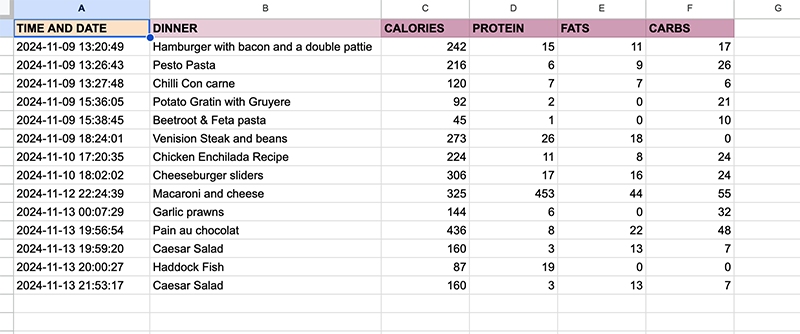 A B C D E F G
TIME AND DATE DINNER CALORIES PROTEIN FATS CARBS
2024-11-09 13:20:49 Hamburger with bacon and a double pattie 242 15 11 17
2024-11-09 13:26:43 Pesto Pasta 216 6 9 26
2024-11-09 13:27:48 Chilli Con carne 120 7 7 6
2024-11-09 15:36:05 Potato Gratin with Gruyere 92 2 0 21
2024-11-09 15:38:45 Beetroot & Feta pasta 45 1 0 10
2024-11-09 18:24:01 Venision Steak and beans 273 26 18 0
2024-11-10 17:20:35 Chicken Enchilada Recipe 224 11 8 24
2024-11-10 18:02:02 Cheeseburger sliders 306 17 16 24
2024-11-12 22:24:39 Macaroni and cheese 325 453 44 55
2024-11-13 00:07:29 Garlic prawns 144 6 0 32
2024-11-13 19:56:54 Pain au chocolat 436 8 22 48
2024-11-13 19:59:20 Caesar Salad 160 3 13 7
2024-11-13 20:00:27 Haddock Fish 87 19 0 0
2024-11-13 21:53:17 Caesar Salad 160 3 13 7